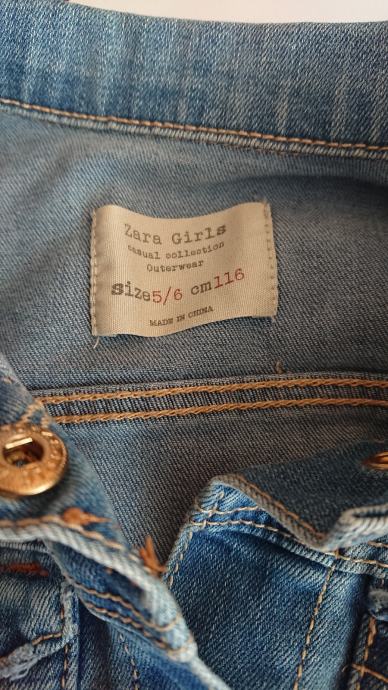 Zara Girls
casual collection
Outerwear
size5/6 cm116
MADE IN CHINA